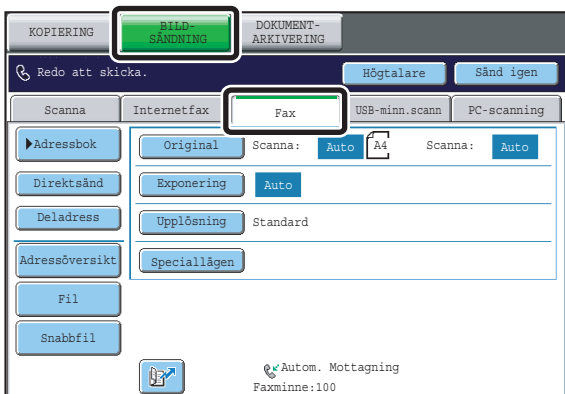 KOPIERING
BILD-
SÄNDNING
DOKUMENT-
ARKIVERING
Redo att skicka.
Högtalare
Sänd igen
Scanna
Internetfax
Fax
USB-minn.scann
PC-scanning
Adressbok
Original
Scanna:
Auto
A4
Scanna:
Auto
Direktsänd
Exponering
Auto
Deladress
Upplösning
Standard
Adressöversikt
Speciallägen
Fil
Snabbfil
Autom. Mottagning
Faxminne:100